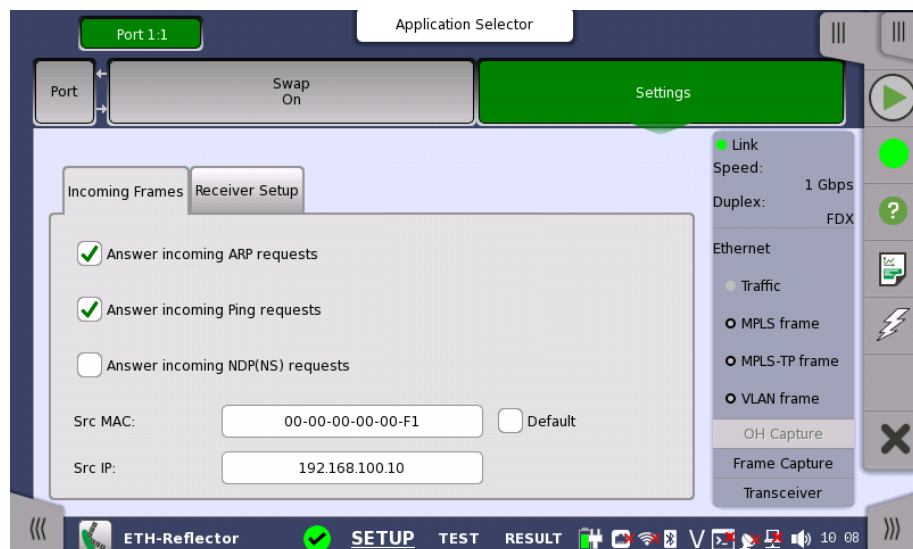 Port 1:1
Application Selector
Port
Swap
On
Settings
Incoming Frames
Receiver Setup
Answer incoming ARP requests
Answer incoming Ping requests
Answer incoming NDP(NS) requests
Src MAC:
00-00-00-00-00-F1
Default
Src IP:
192.168.100.10
Link
Speed:
1 Gbps
Duplex:
FDX
Ethernet
Traffic
MPLS frame
MPLS-TP frame
VLAN frame
OH Capture
Frame Capture
Transceiver
ETH-Reflector
SETUP
TEST
RESULT
V
10 08